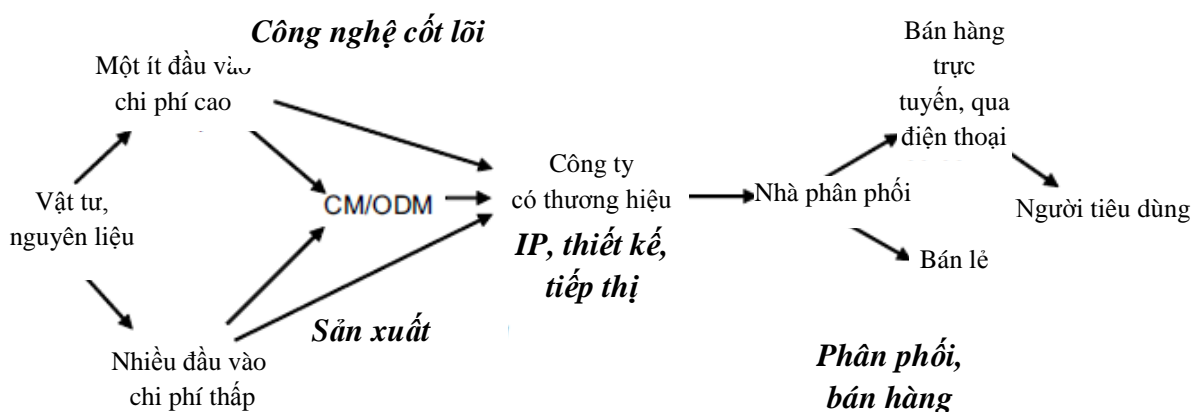 Công nghệ cốt lõi
Một ít đầu vào
chi phí cao
Vật tư,
nguyên liệu
Nhiều đầu vào
chi phí thấp
CM/ODM
Sản xuất
Công ty
có thương hiệu
IP, thiết kế,
tiếp thị
Nhà phân phối
Bán hàng
trực
tuyến, qua
điện thoại
Bán lẻ
Người tiêu dùng
Phân phối,
bán hàng